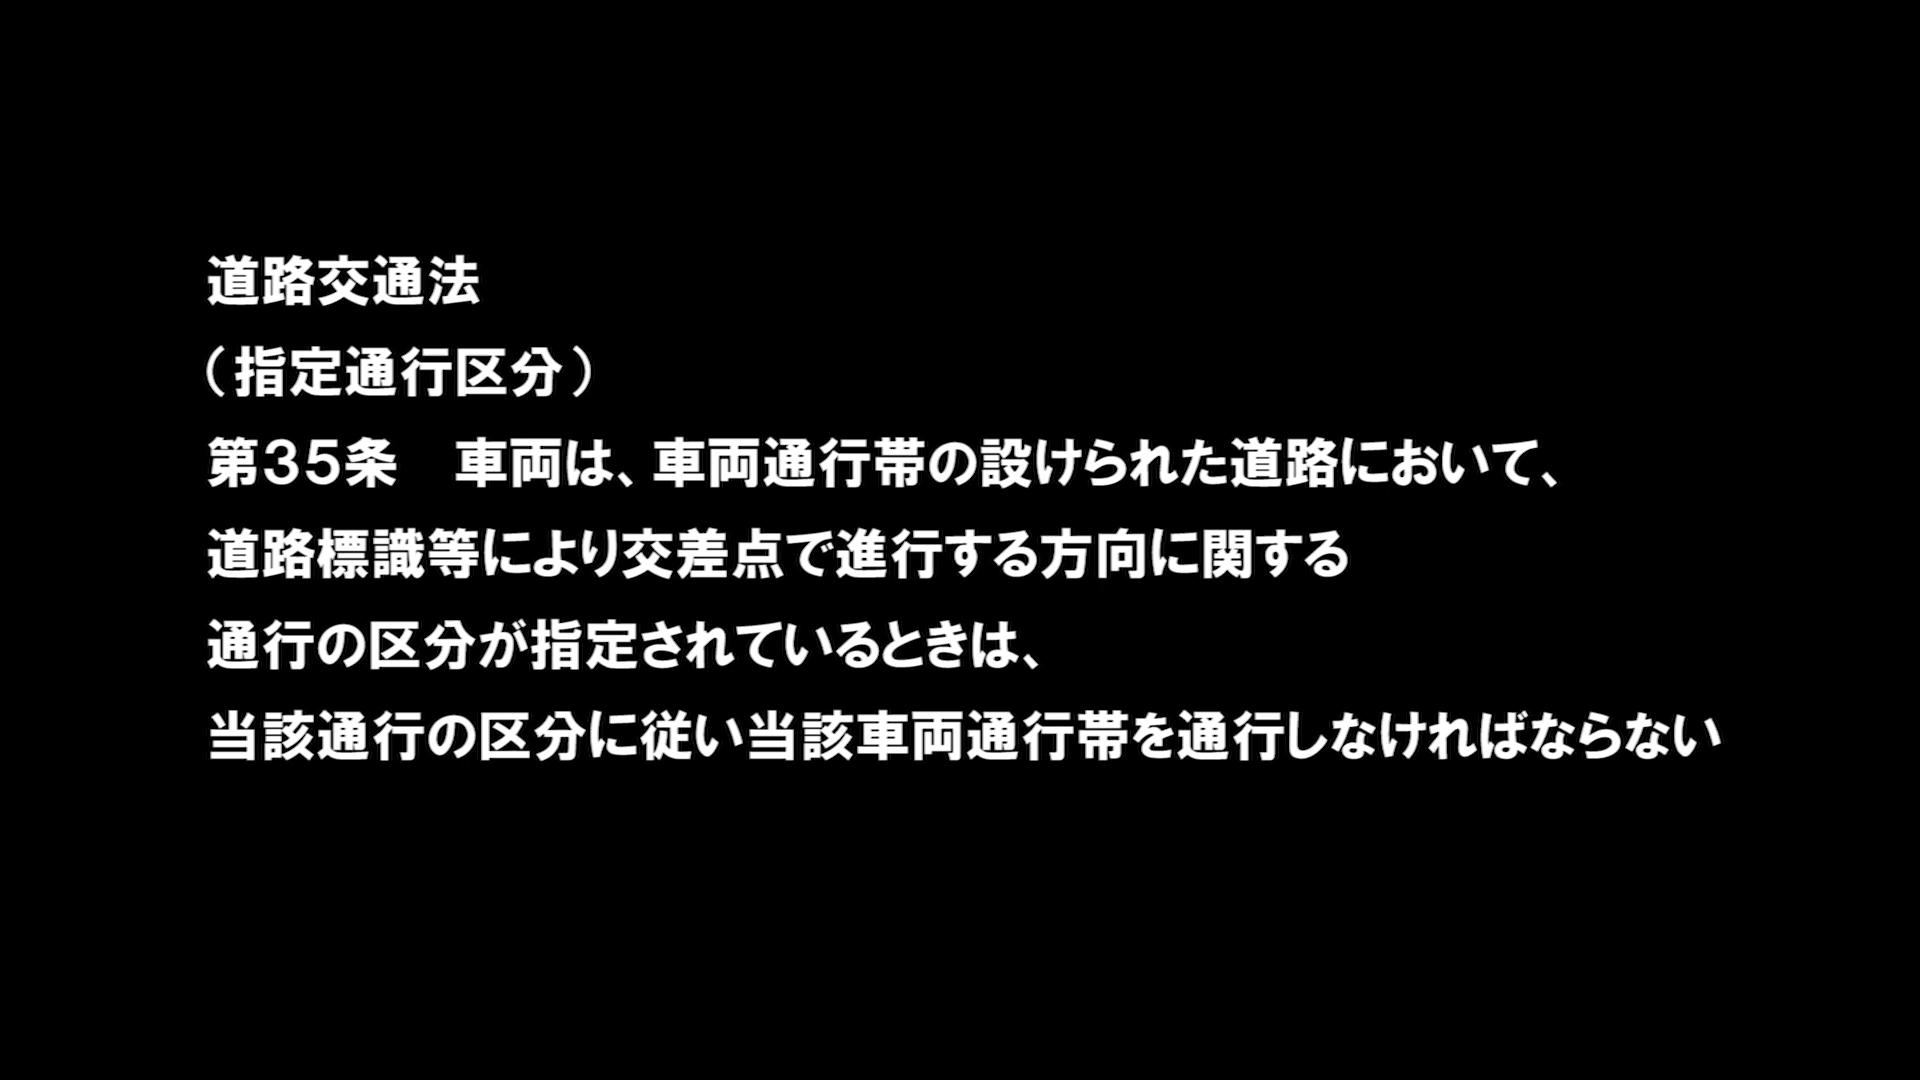 道路交通法
（指定通行区分）
第３５条　車両は、車両通行帯の設けられた道路において、
道路標識等により交差点で進行する方向に関する
通行の区分が指定されているときは、
当該通行の区分に従い当該車両通行帯を通行しなければならない